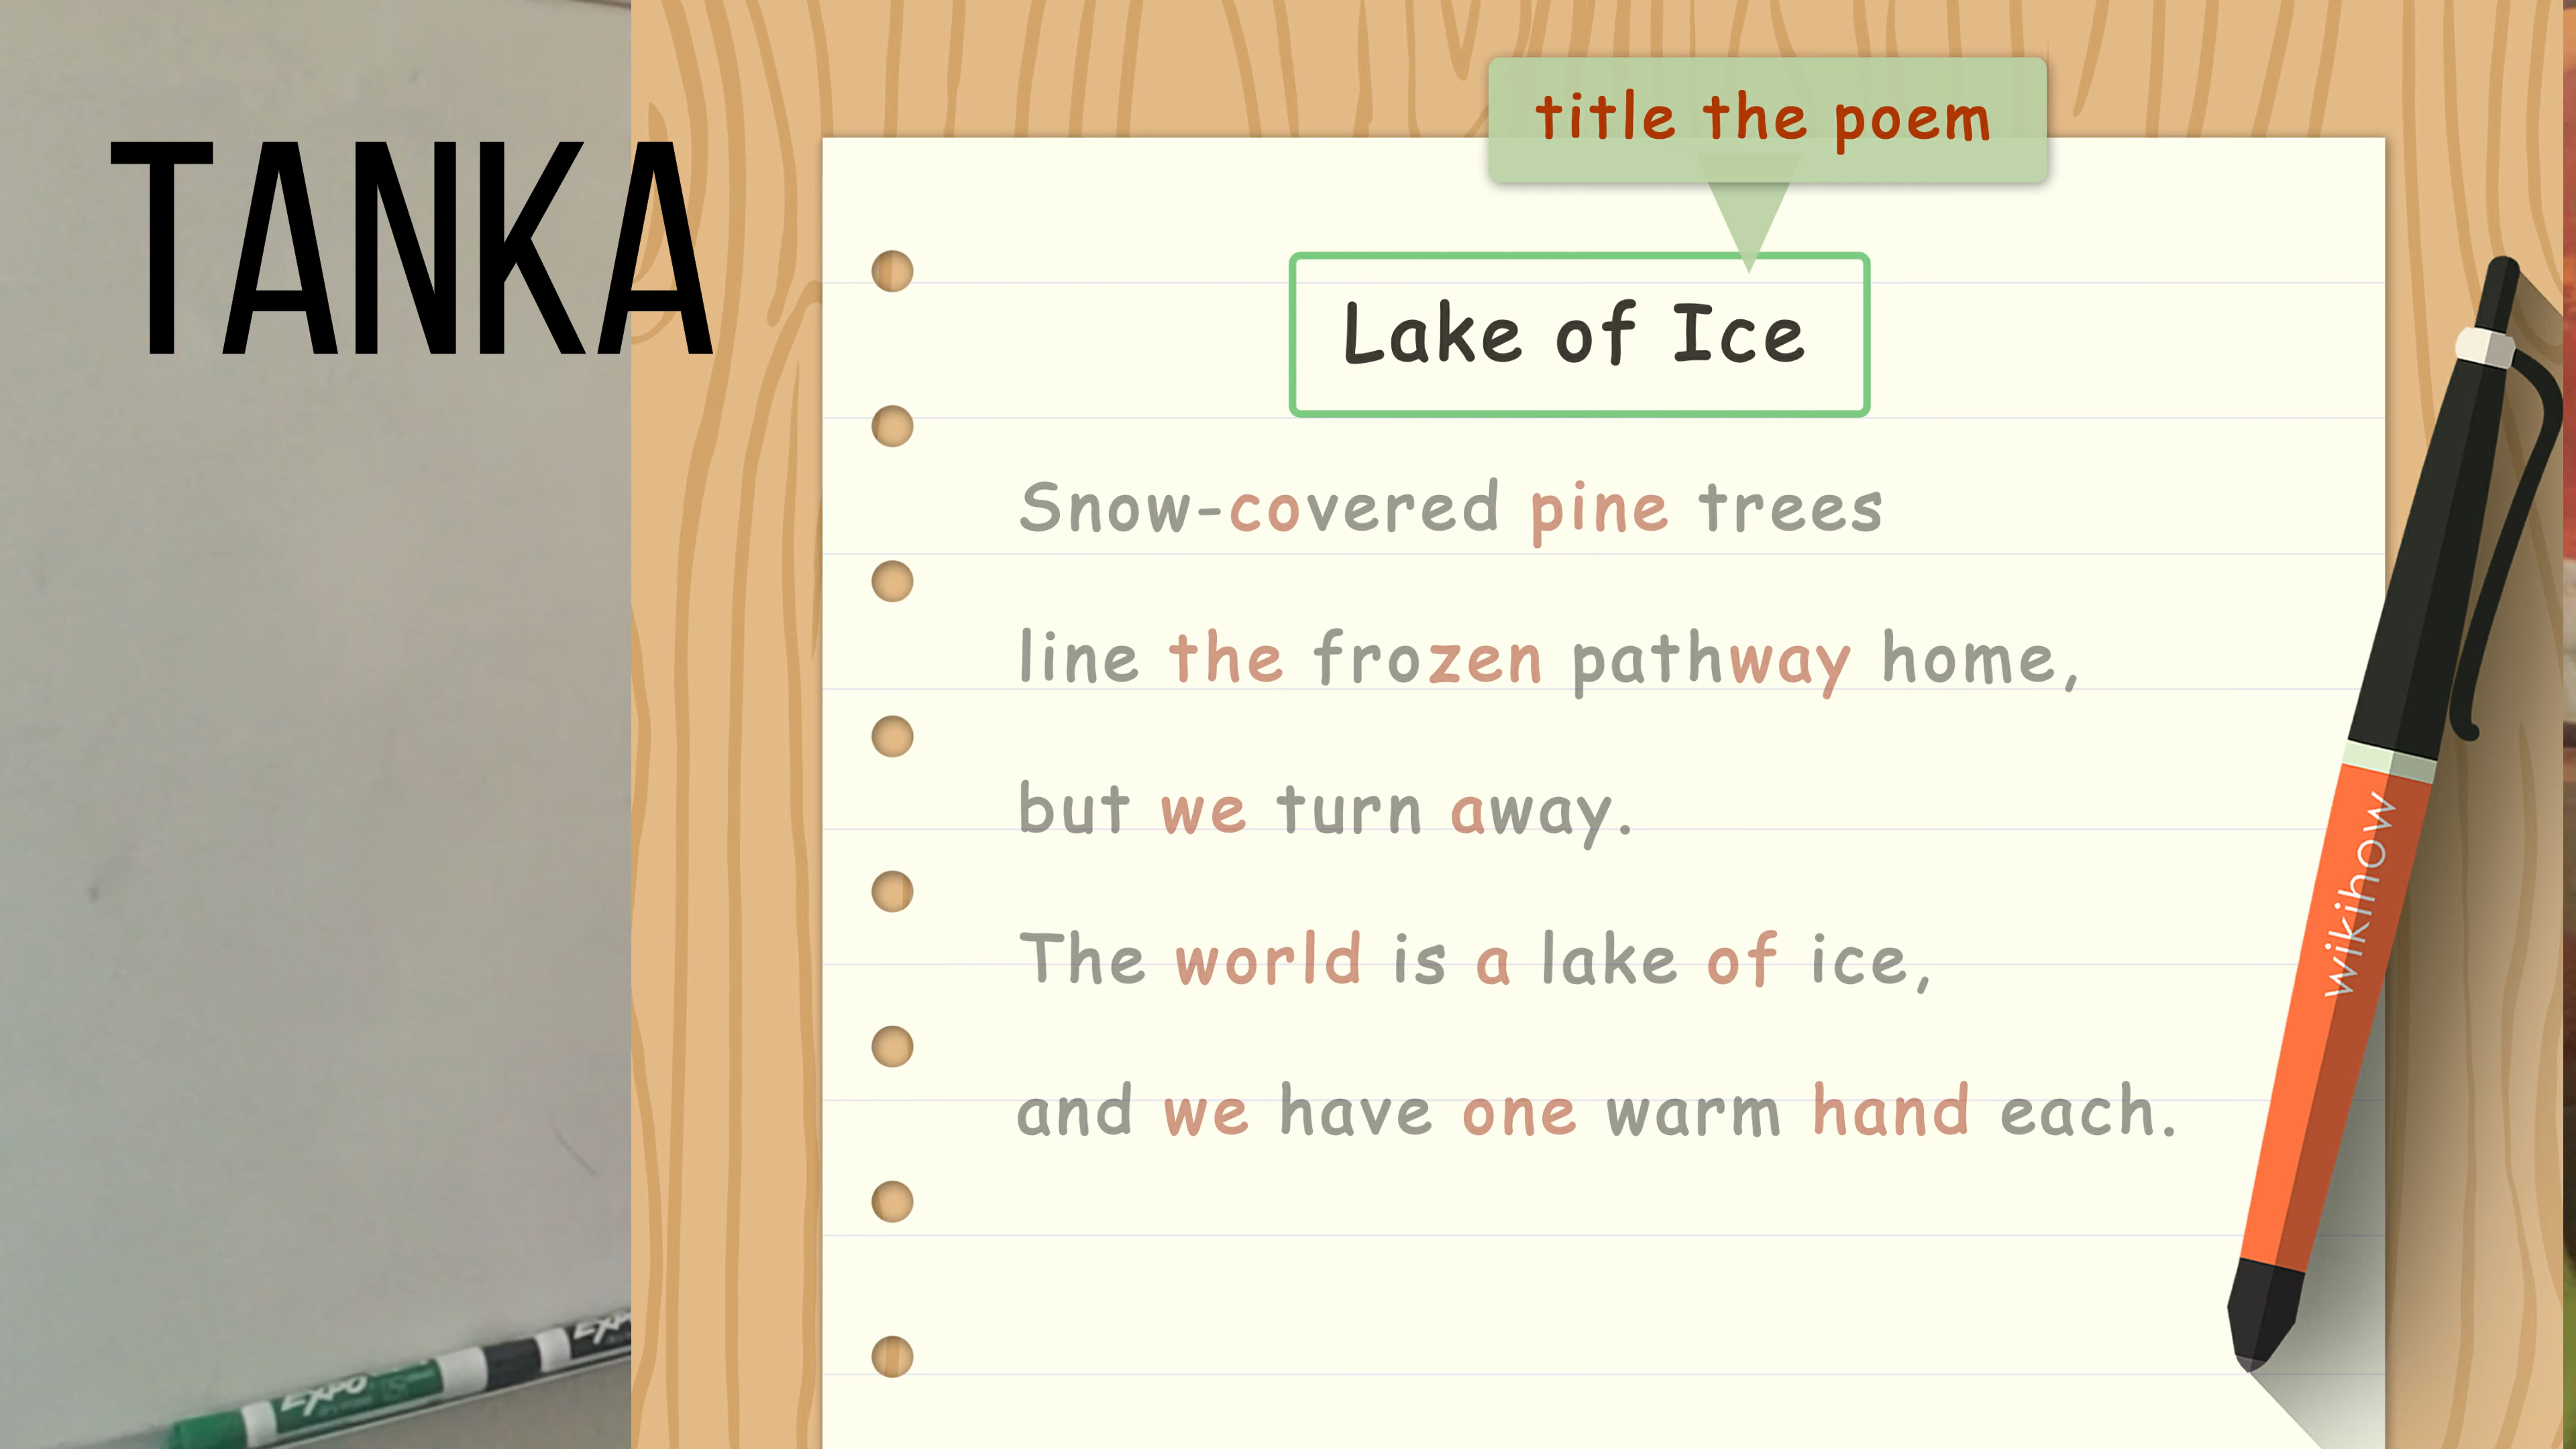 TANKA
title the poem
Lake of Ice
Snow-covered pine trees
line the frozen pathway home,
but we turn away.
The world is a lake of ice,
and we have one warm hand each.
wikihow
EXPO
EXPO